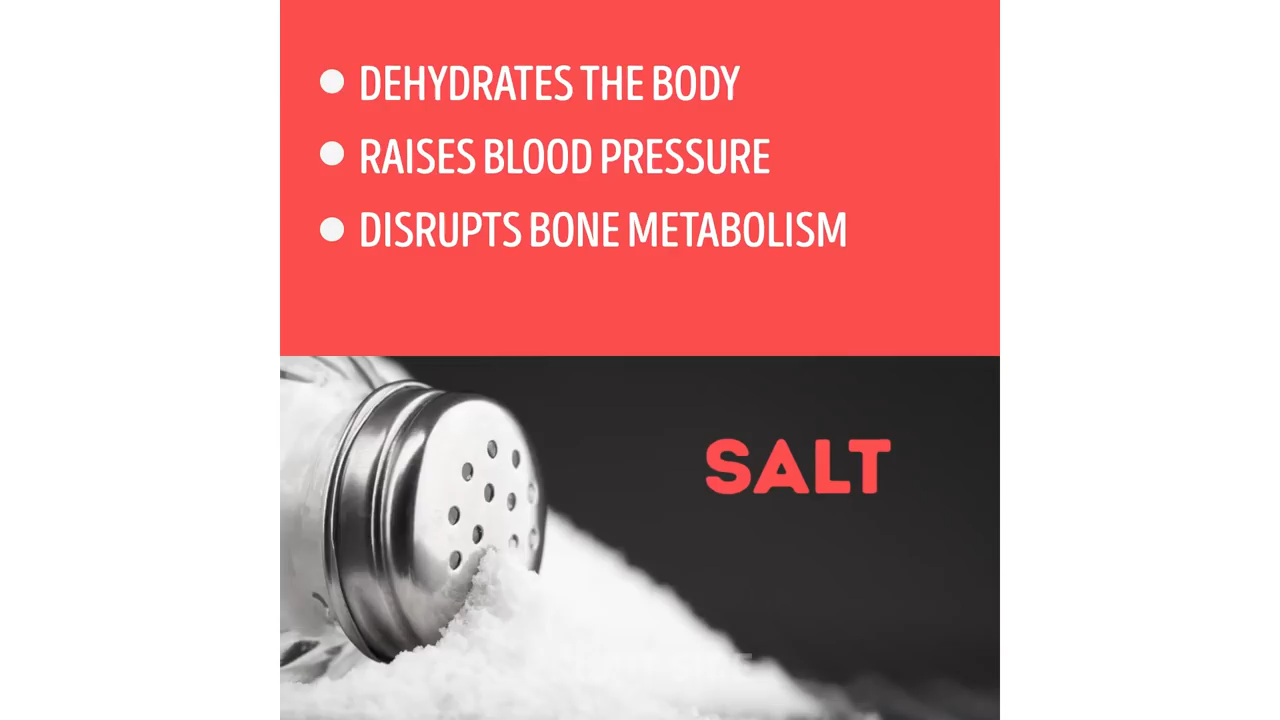 DEHYDRATES THE BODY
RAISES BLOOD PRESSURE
DISRUPTS BONE METABOLISM
SALT